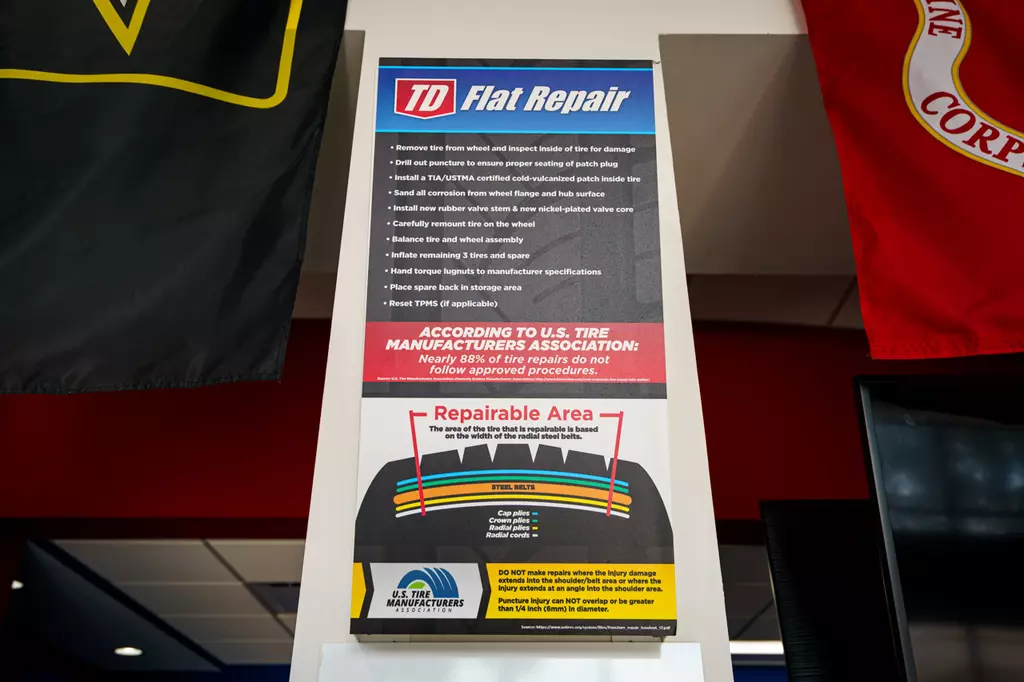 TD Flat Repair
• Remove tire from wheel and inspect inside of tire for damage
• Drill out puncture to ensure proper seating of patch plug
• Install a TIA/USTMA certified cold-vulcanized patch inside tire
• Sand all corrosion from wheel flange and hub surface
• Install new rubber valve stem & new nickel-plated valve core
• Carefully remount tire on the wheel
• Balance tire and wheel assembly
• Inflate remaining 3 tires and spare
• Hand torque lugnuts to manufacturer specifications
• Place spare back in storage area
• Reset TPMS (if applicable)
ACCORDING TO U.S. TIRE
MANUFACTURERS ASSOCIATION:
Nearly 88% of tire repairs do not
follow approved procedures.
Repairable Area
The area of the tire that is repairable is based
on the width of the radial steel belts.
STEEL BELTS
Cap plies
Crown plies
Radial plies
Radial cords
U.S. TIRE
MANUFACTURERS
ASSOCIATION
DO NOT make repairs where the injury damage
extends into the shoulder/belt area or where the
injury extends at an angle into the shoulder area.
Puncture injury can NOT overlap or be greater
than 1/4 inch (6mm) in diameter.
INE
CORP